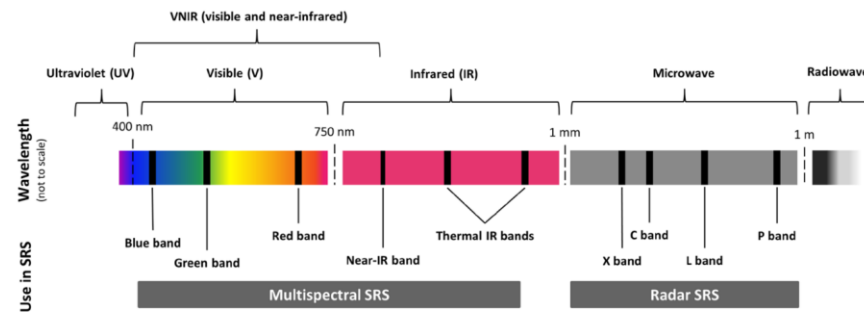 VNIR (visible and near-infrared)
Ultraviolet (UV)
Visible (V)
Infrared (IR)
Microwave
Radiowave
Wavelength
(not to scale)
400 nm
750 nm
1 mm
1 m
Use in SRS
Blue band
Green band
Red band
Near-IR band
Thermal IR bands
X band
C band
L band
P band
Multispectral SRS
Radar SRS